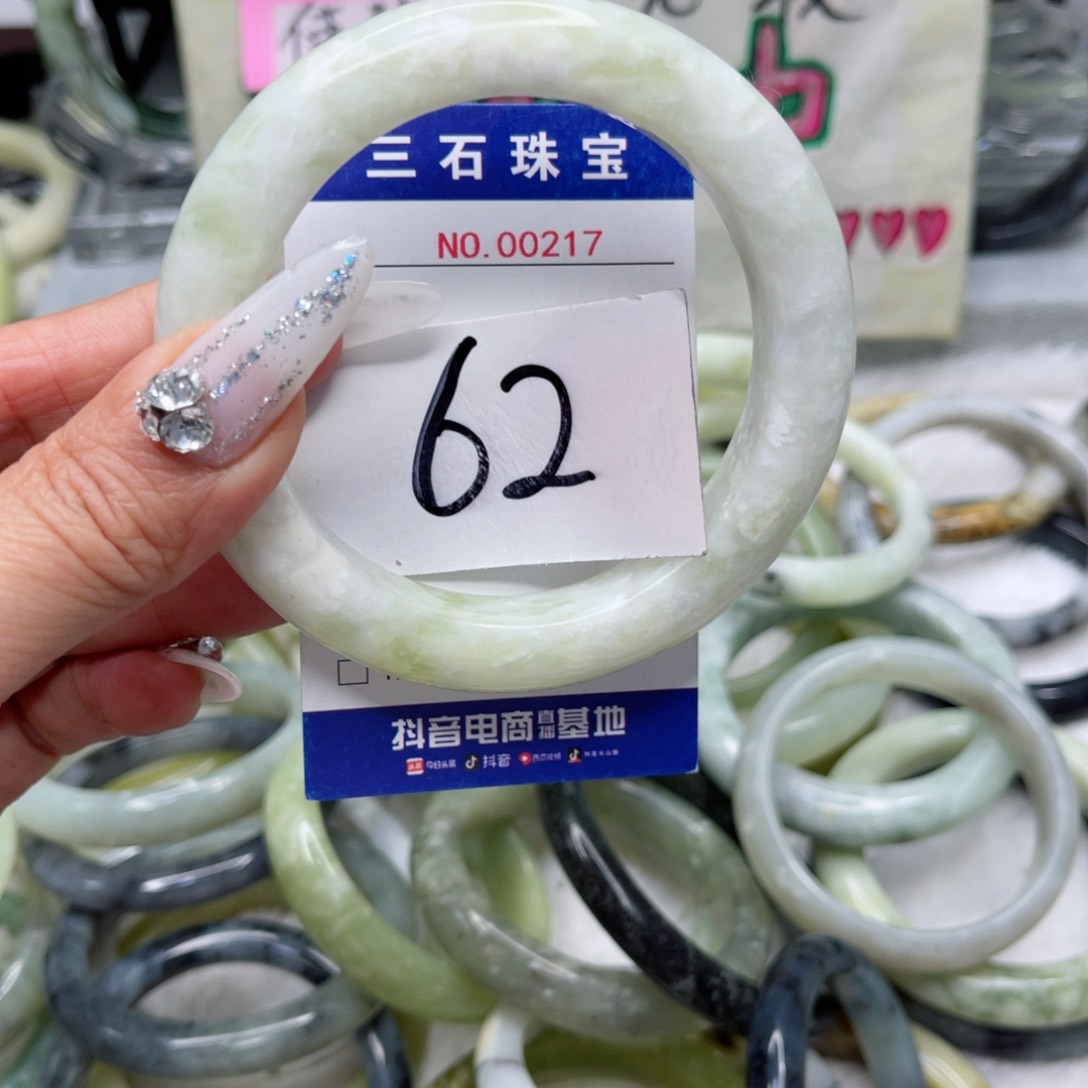 三石珠宝
NO.00217
62
抖音电商直播基地
今日头条 抖音 西瓜视频